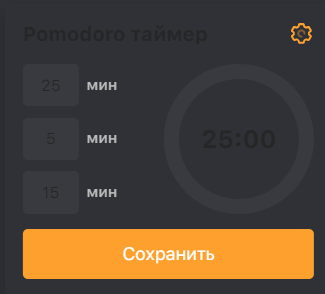 Pomodoro таймер
25 мин
25:00
5 мин
15 мин
Сохранить